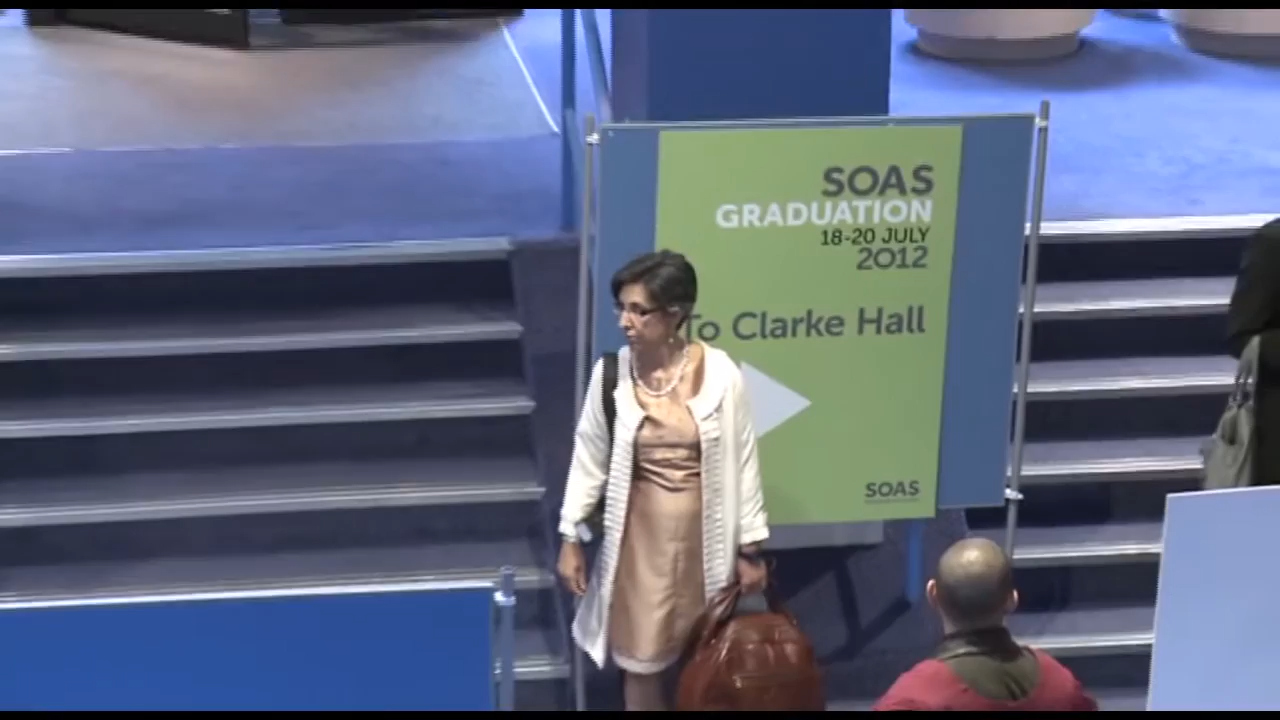 SOAS
GRADUATION
18-20 JULY
2012
To Clarke Hall
SOAS